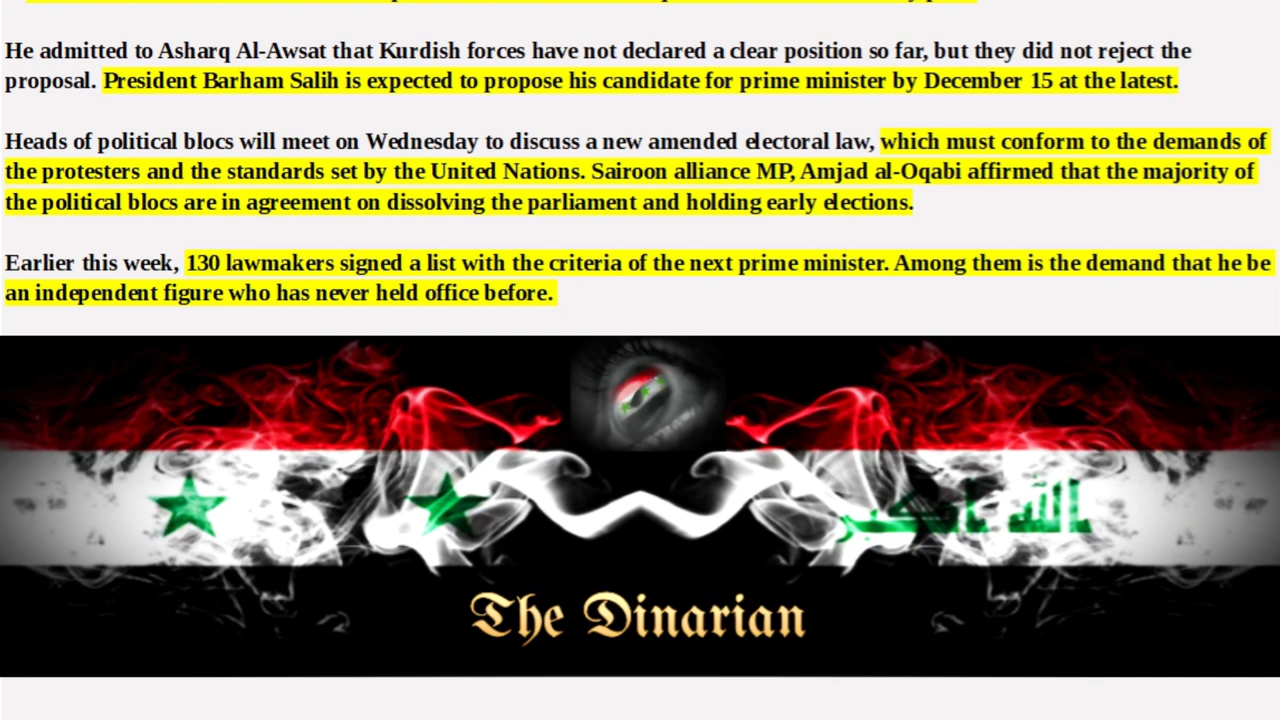 He admitted to Asharq Al-Awsat that Kurdish forces have not declared a clear position so far, but they did not reject the
proposal. President Barham Salih is expected to propose his candidate for prime minister by December 15 at the latest.
Heads of political blocs will meet on Wednesday to discuss a new amended electoral law, which must conform to the demands of
the protesters and the standards set by the United Nations. Sairoon alliance MP, Amjad al-Oqabi affirmed that the majority of
the political blocs are in agreement on dissolving the parliament and holding early elections.
Earlier this week, 130 lawmakers signed a list with the criteria of the next prime minister. Among them is the demand that he be
an independent figure who has never held office before.
الله اكبر
The Dinarian